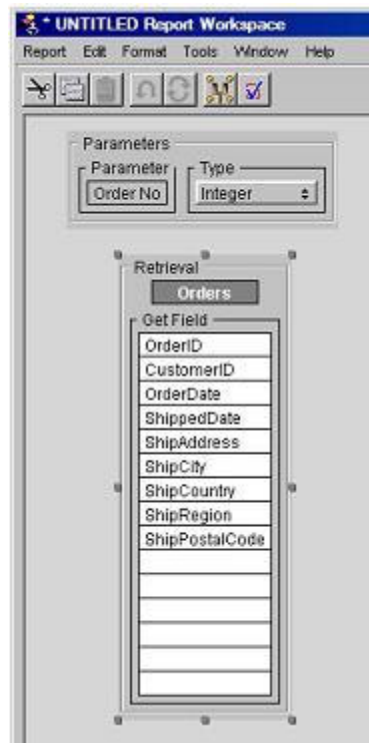 * UNTITLED Report Workspace
Report Edit Format Tools Window Help
Parameters
Parameter Type
Order No Integer
Retrieval
Orders
Get Field
OrderID
CustomerID
OrderDate
ShippedDate
ShipAddress
ShipCity
ShipCountry
ShipRegion
ShipPostalCode